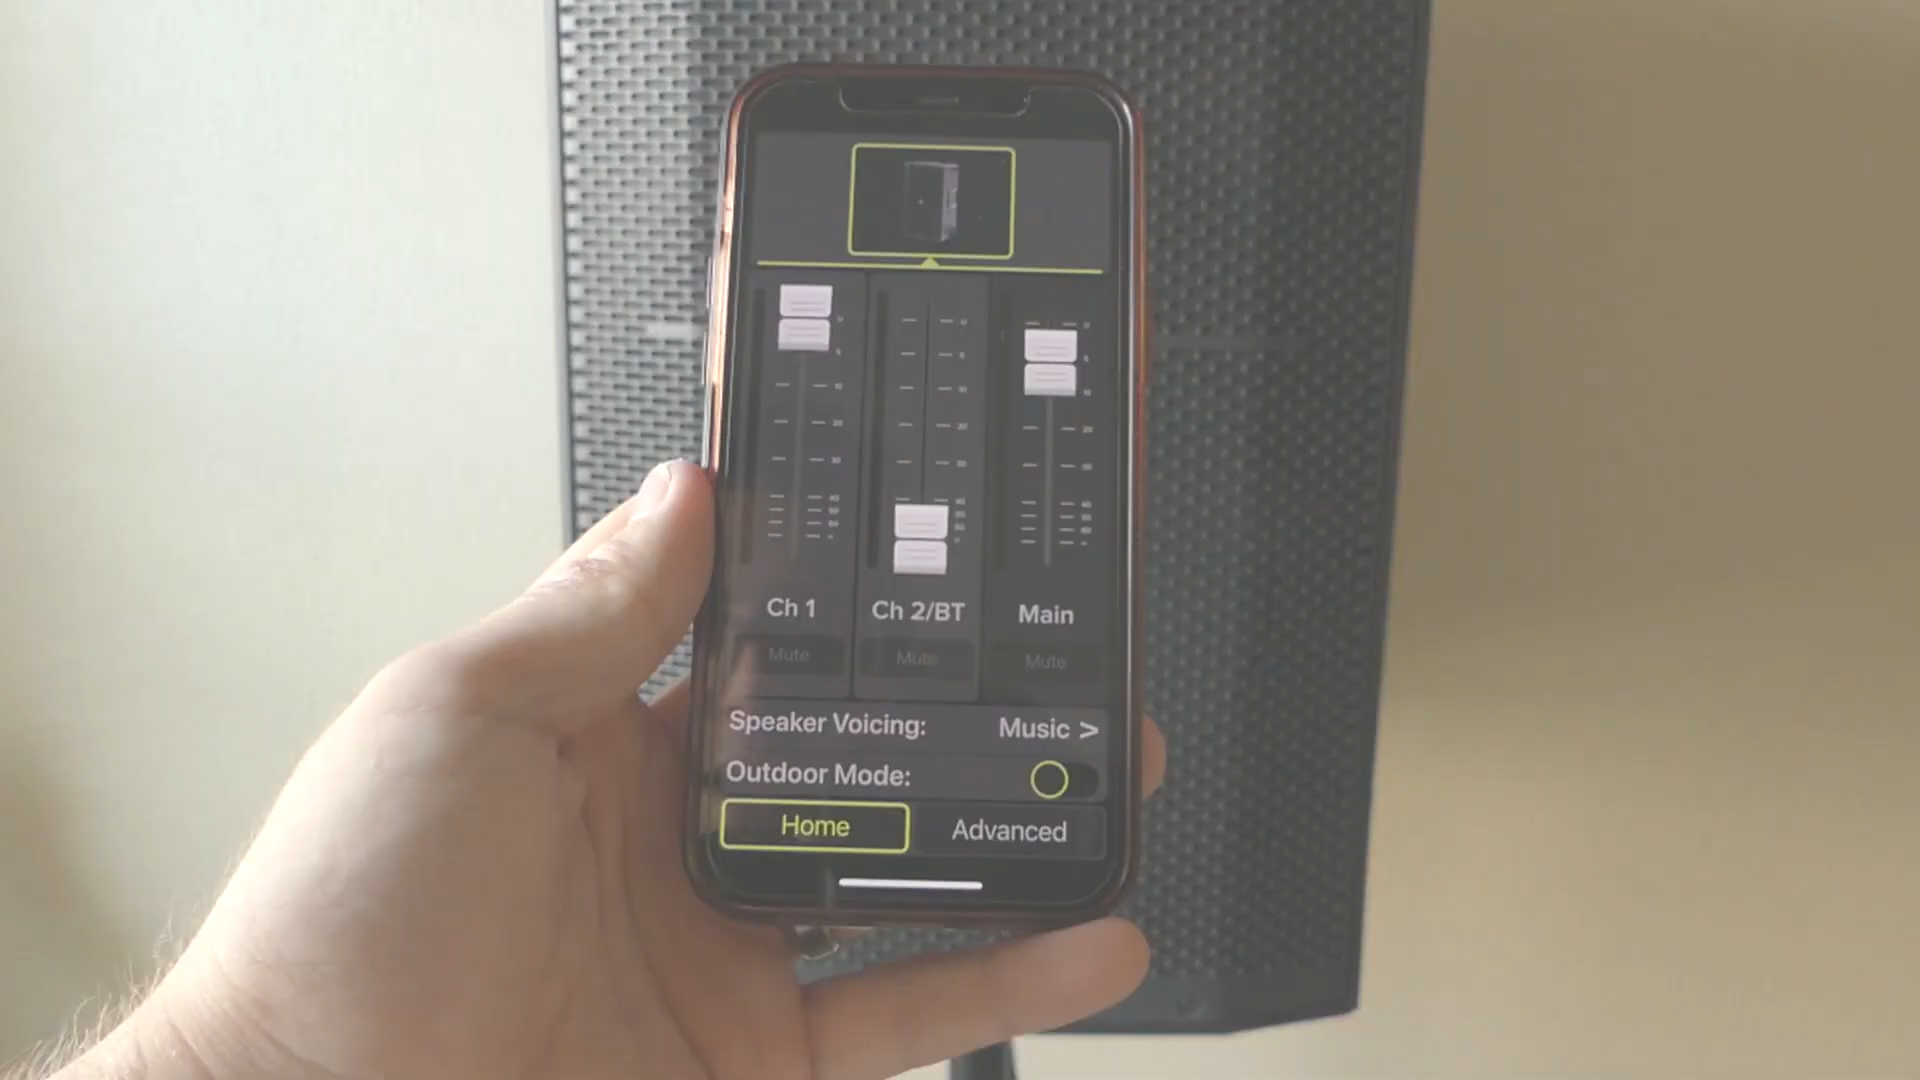 Ch 1
Ch 2/BT
Main
Mute
Mute
Mute
Speaker Voicing:
Music >
Outdoor Mode:
Home
Advanced